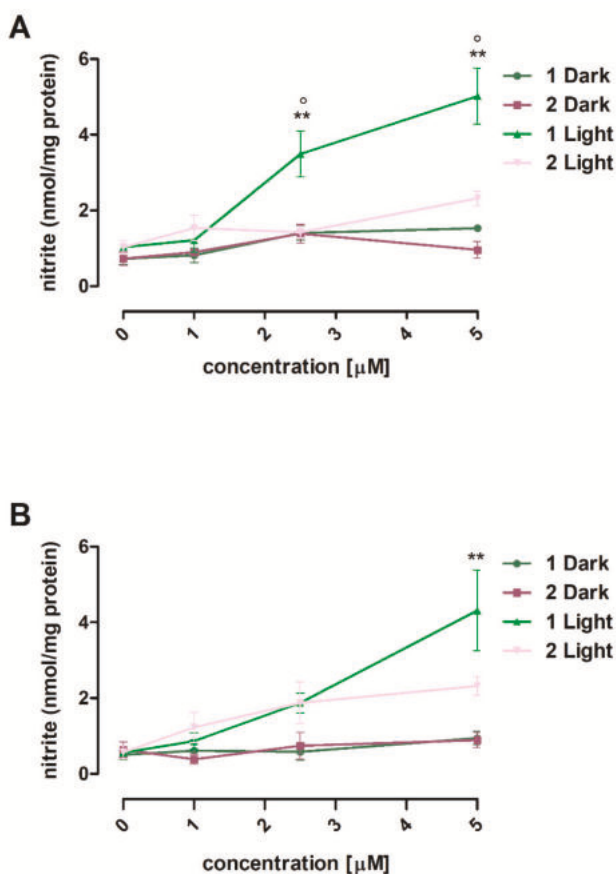 A
°
**
°
**
6
4
2
0
nitrite (nmol/mg protein)
0
1
2
3
4
5
concentration [µM]
1 Dark
2 Dark
1 Light
2 Light
B
**
6
4
2
0
nitrite (nmol/mg protein)
0
1
2
3
4
5
concentration [µM]
1 Dark
2 Dark
1 Light
2 Light